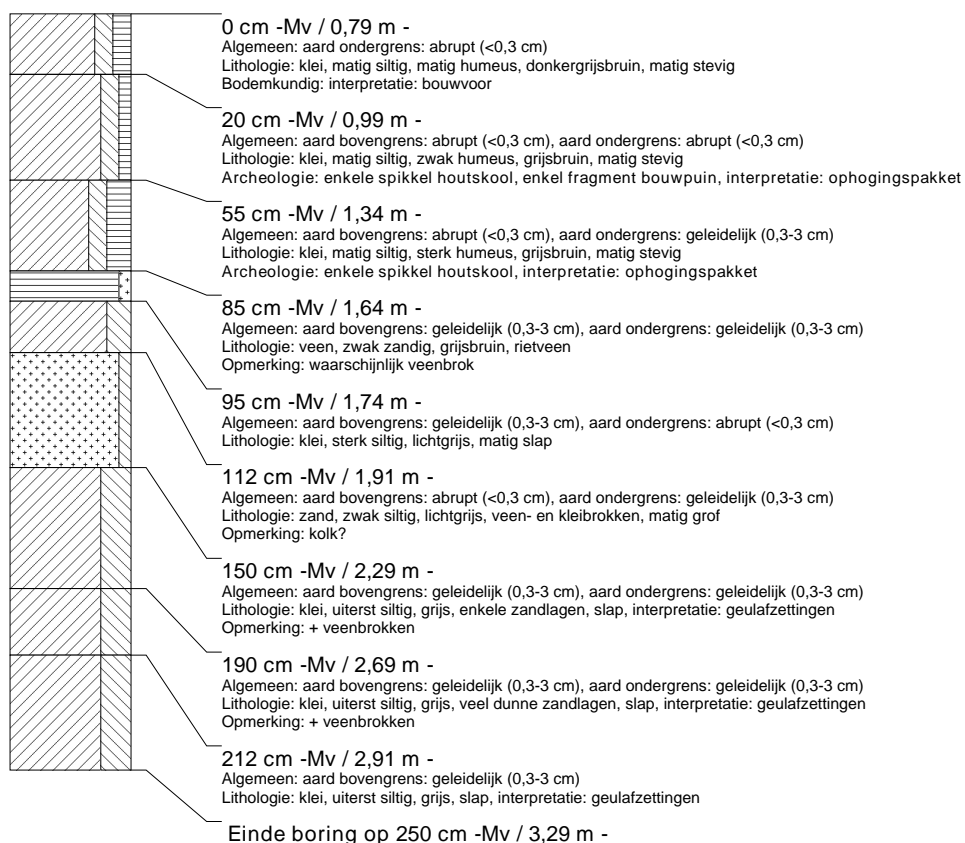 0 cm -Mv / 0,79 m -
Algemeen: aard ondergrens: abrupt (<0,3 cm)
Lithologie: klei, matig siltig, matig humeus, donkergrijsbruin, matig stevig
Bodemkundig: interpretatie: bouwvoor
20 cm -Mv / 0,99 m -
Algemeen: aard bovengrens: abrupt (<0,3 cm), aard ondergrens: abrupt (<0,3 cm)
Lithologie: klei, matig siltig, zwak humeus, grijsbruin, matig stevig
Archeologie: enkele spikkel houtskool, enkel fragment bouwpuin, interpretatie: ophogingspakket
55 cm -Mv / 1,34 m -
Algemeen: aard bovengrens: abrupt (<0,3 cm), aard ondergrens: geleidelijk (0,3-3 cm)
Lithologie: klei, matig siltig, sterk humeus, grijsbruin, matig stevig
Archeologie: enkele spikkel houtskool, interpretatie: ophogingspakket
85 cm -Mv / 1,64 m -
Algemeen: aard bovengrens: geleidelijk (0,3-3 cm), aard ondergrens: geleidelijk (0,3-3 cm)
Lithologie: veen, zwak zandig, grijsbruin, rietveen
Opmerking: waarschijnlijk veenbrok
95 cm -Mv / 1,74 m -
Algemeen: aard bovengrens: geleidelijk (0,3-3 cm), aard ondergrens: abrupt (<0,3 cm)
Lithologie: klei, sterk siltig, lichtgrijs, matig slap
112 cm -Mv / 1,91 m -
Algemeen: aard bovengrens: abrupt (<0,3 cm), aard ondergrens: geleidelijk (0,3-3 cm)
Lithologie: zand, zwak siltig, lichtgrijs, veen- en kleibrokken, matig grof
Opmerking: kolk?
150 cm -Mv / 2,29 m -
Algemeen: aard bovengrens: geleidelijk (0,3-3 cm), aard ondergrens: geleidelijk (0,3-3 cm)
Lithologie: klei, uiterst siltig, grijs, enkele zandlagen, slap, interpretatie: geulafzettingen
Opmerking: + veenbrokken
190 cm -Mv / 2,69 m -
Algemeen: aard bovengrens: geleidelijk (0,3-3 cm), aard ondergrens: geleidelijk (0,3-3 cm)
Lithologie: klei, uiterst siltig, grijs, veel dunne zandlagen, slap, interpretatie: geulafzettingen
Opmerking: + veenbrokken
212 cm -Mv / 2,91 m -
Algemeen: aard bovengrens: geleidelijk (0,3-3 cm)
Lithologie: klei, uiterst siltig, grijs, slap, interpretatie: geulafzettingen
Einde boring op 250 cm -Mv / 3,29 m -